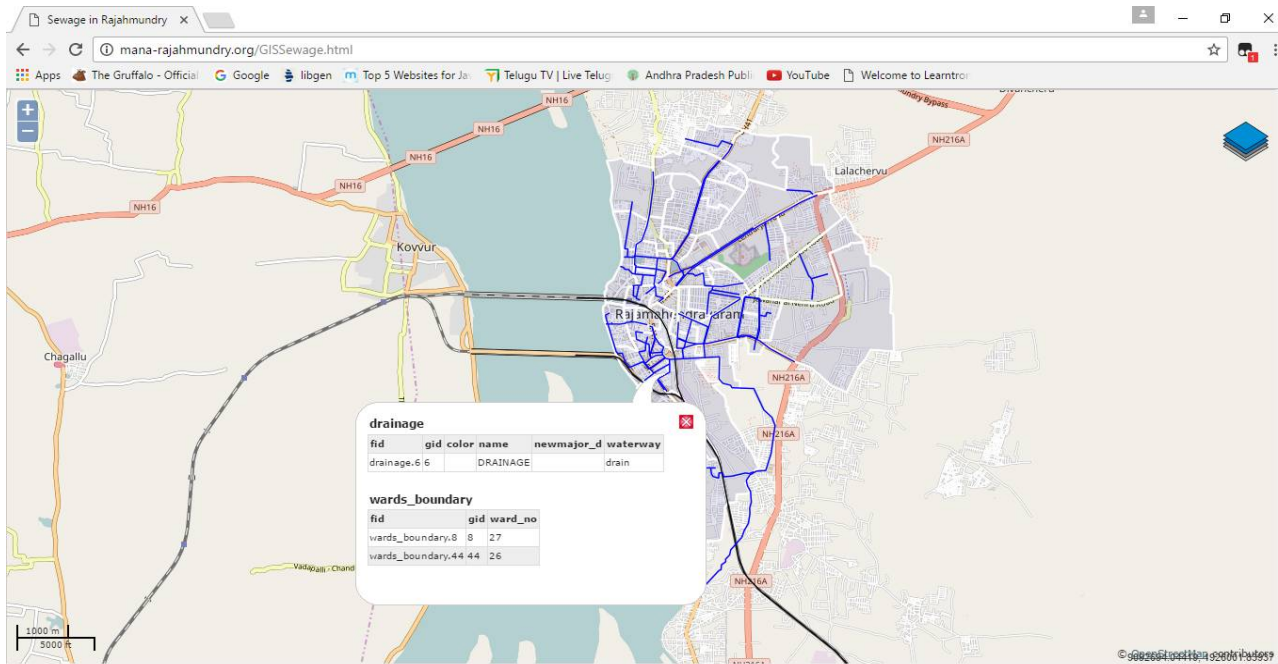 Sewage in Rajahmundry
mana-rajahmundry.org/GISSewage.html
Apps The Gruffalo - Official Google libgen Top 5 Websites for Ja Telugu TV | Live Telug Andhra Pradesh Publi YouTube Welcome to Learntror
NH16
NH16
NH16
NH16
NH16
NH216A
Lalachervu
Kovvur
Chagallu
NH216A
NH216A
NH216A
drainage
fid gid color name newmajor_d waterway
drainage.6 6 DRAINAGE drain
wards_boundary
fid gid ward_no
wards_boundary.8 8 27
wards_boundary.44 44 26
1000 m
5000 ft